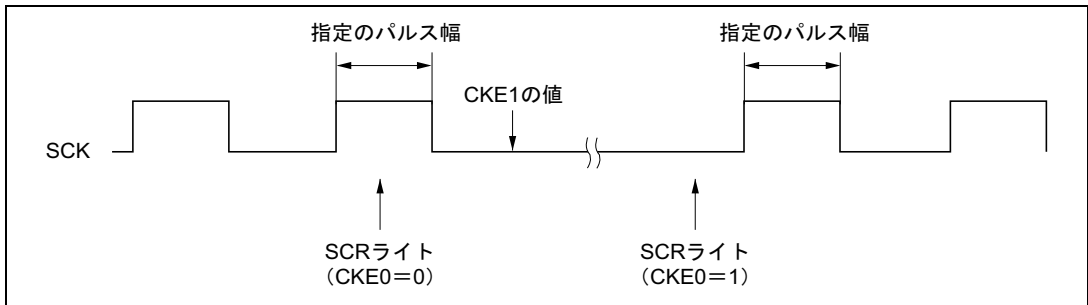 指定のパルス幅
指定のパルス幅
CKE1の値
SCK
SCRライト
(CKE0=0)
SCRライト
(CKE0=1)